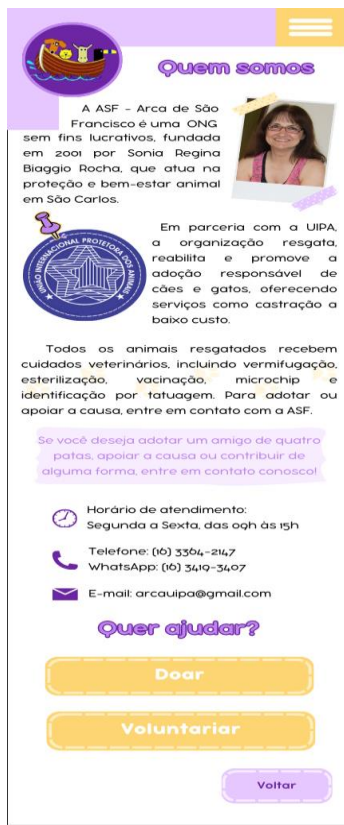 Quem somos
A ASF - Arca de São
Francisco é uma ONG
sem fins lucrativos, fundada
em 2001 por Sonia Regina
Biaggio Rocha, que atua na
proteção e bem-estar animal
em São Carlos.
Em parceria com a UIPA,
a organização resgata,
reabilita e promove a
adoção responsável de
cães e gatos, oferecendo
serviços como castração a
baixo custo.
UNIÃO INTERNACIONAL PROTETORA DOS ANIMAIS
Todos os animais resgatados recebem
cuidados veterinários, incluindo vermifugação,
esterilização, vacinação, microchip e
identificação por tatuagem. Para adotar ou
apoiar a causa, entre em contato com a ASF.
Se você deseja adotar um amigo de quatro
patas, apoiar a causa ou contribuir de
alguma forma, entre em contato conosco!
Horário de atendimento:
Segunda a Sexta, das 09h às 15h
Telefone: (16) 3364-2147
WhatsApp: (16) 3419-3407
E-mail: arcauipa@gmail.com
Quer ajudar?
Doar
Voluntariar
Voltar